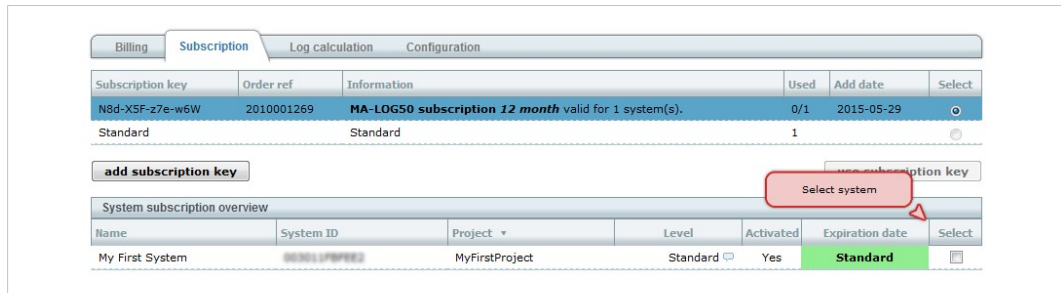 Billing Subscription Log calculation Configuration
Subscription key Order ref Information Used Add date Select
N8d-X5F-z7e-w6W 2010001269 MA-LOG50 subscription 12 month valid for 1 system(s). 0/1 2015-05-29
Standard Standard 1
add subscription key use subscription key
Select system
System subscription overview
Name System ID Project Level Activated Expiration date Select
My First System MyFirstProject Standard Yes Standard